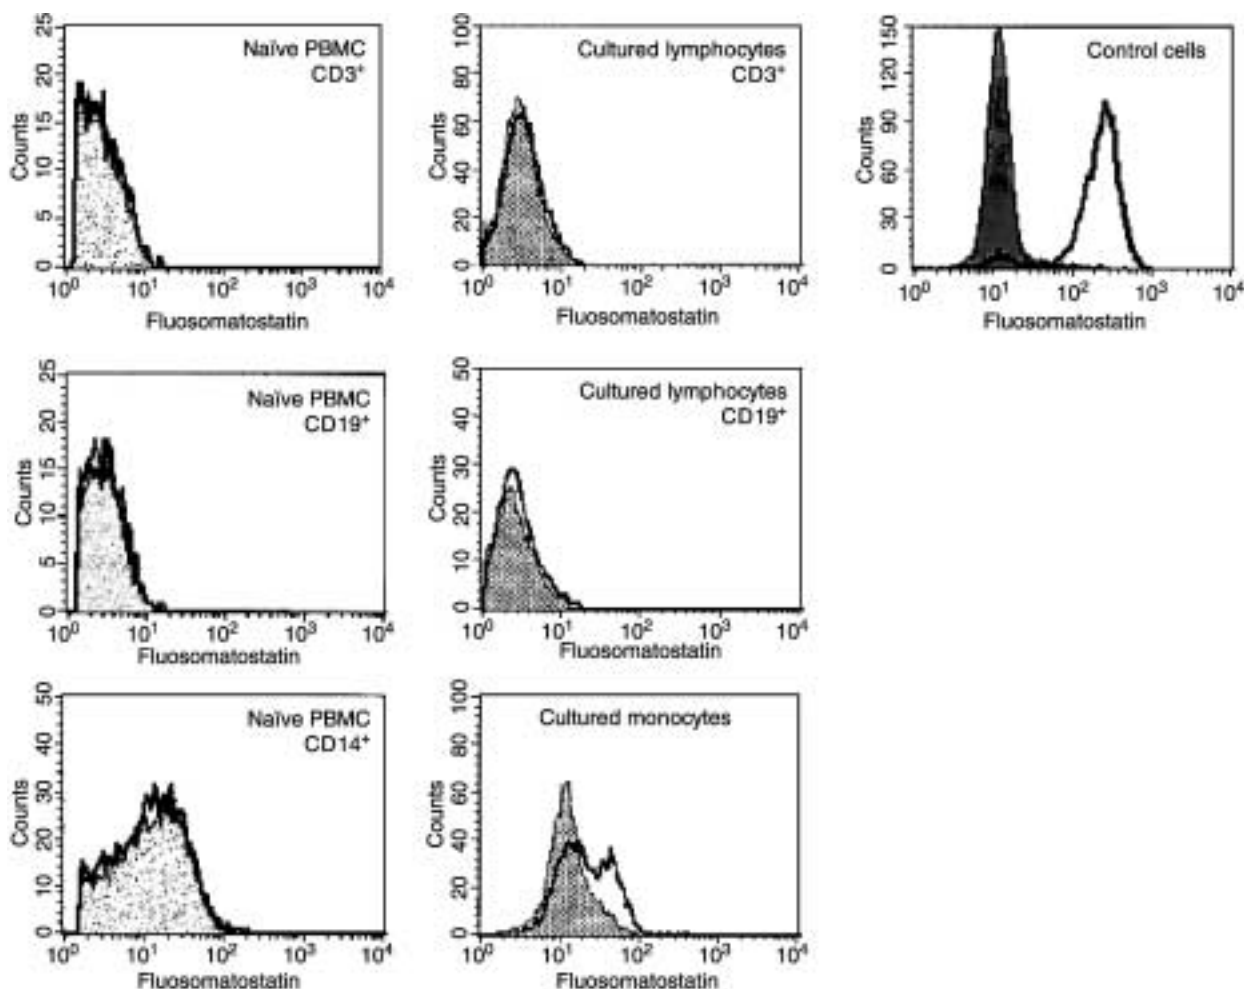 25
20
15
10
5
0
Counts
Naïve PBMC
CD3⁺
10⁰ 10¹ 10² 10³ 10⁴
Fluosomatostatin
100
80
60
40
20
0
Counts
Cultured lymphocytes
CD3⁺
10⁰ 10¹ 10² 10³ 10⁴
Fluosomatostatin
150
120
90
60
30
0
Counts
Control cells
10⁰ 10¹ 10² 10³ 10⁴
Fluosomatostatin
25
20
15
10
5
0
Counts
Naïve PBMC
CD19⁺
10⁰ 10¹ 10² 10³ 10⁴
Fluosomatostatin
50
40
30
20
10
0
Counts
Cultured lymphocytes
CD19⁺
10⁰ 10¹ 10² 10³ 10⁴
Fluosomatostatin
50
40
30
20
10
0
Counts
Naïve PBMC
CD14⁺
10⁰ 10¹ 10² 10³ 10⁴
Fluosomatostatin
100
80
60
40
20
0
Counts
Cultured monocytes
10⁰ 10¹ 10² 10³ 10⁴
Fluosomatostatin